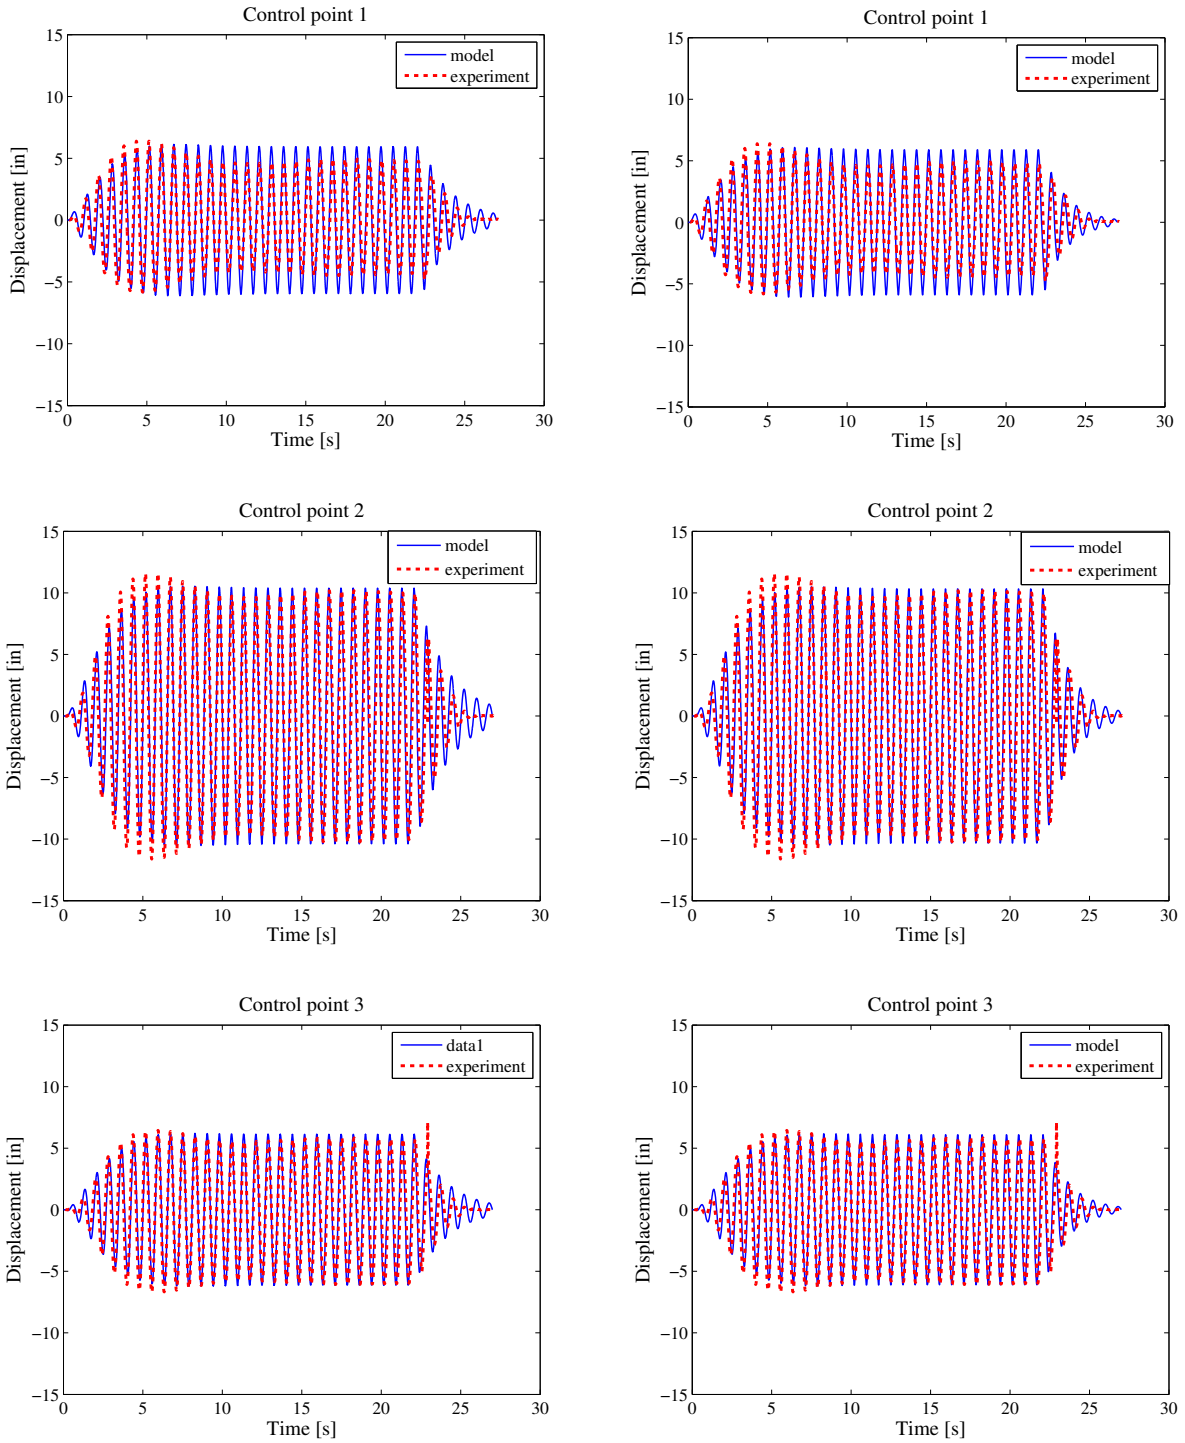 Control point 1
15
10
5
0
−5
−10
−15
0 5 10 15 20 25 30
Time [s]
Displacement [in]
model
experiment
Control point 1
15
10
5
0
−5
−10
−15
0 5 10 15 20 25 30
Time [s]
Displacement [in]
model
experiment
Control point 2
15
10
5
0
−5
−10
−15
0 5 10 15 20 25 30
Time [s]
Displacement [in]
model
experiment
Control point 2
15
10
5
0
−5
−10
−15
0 5 10 15 20 25 30
Time [s]
Displacement [in]
model
experiment
Control point 3
15
10
5
0
−5
−10
−15
0 5 10 15 20 25 30
Time [s]
Displacement [in]
data1
experiment
Control point 3
15
10
5
0
−5
−10
−15
0 5 10 15 20 25 30
Time [s]
Displacement [in]
model
experiment